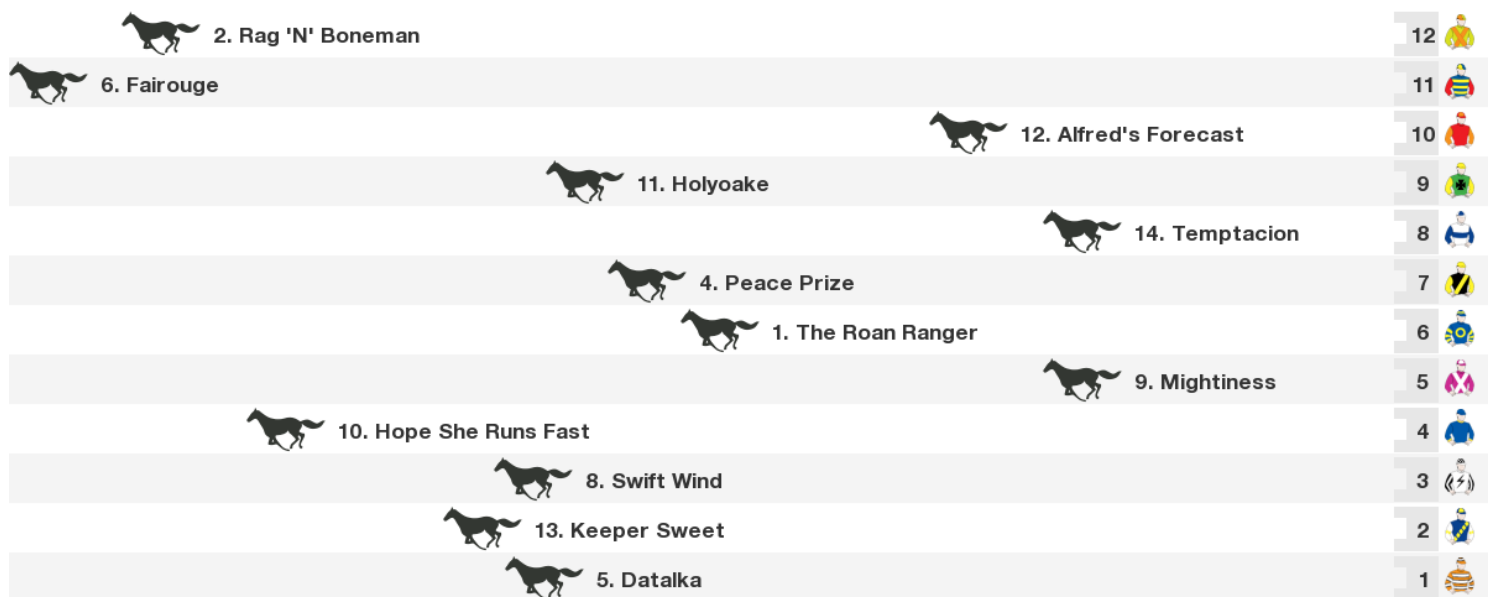 2. Rag 'N' Boneman 12
6. Fairouge 11
12. Alfred's Forecast 10
11. Holyoake 9
14. Temptacion 8
4. Peace Prize 7
1. The Roan Ranger 6
9. Mightiness 5
10. Hope She Runs Fast 4
8. Swift Wind 3
13. Keeper Sweet 2
5. Datalka 1